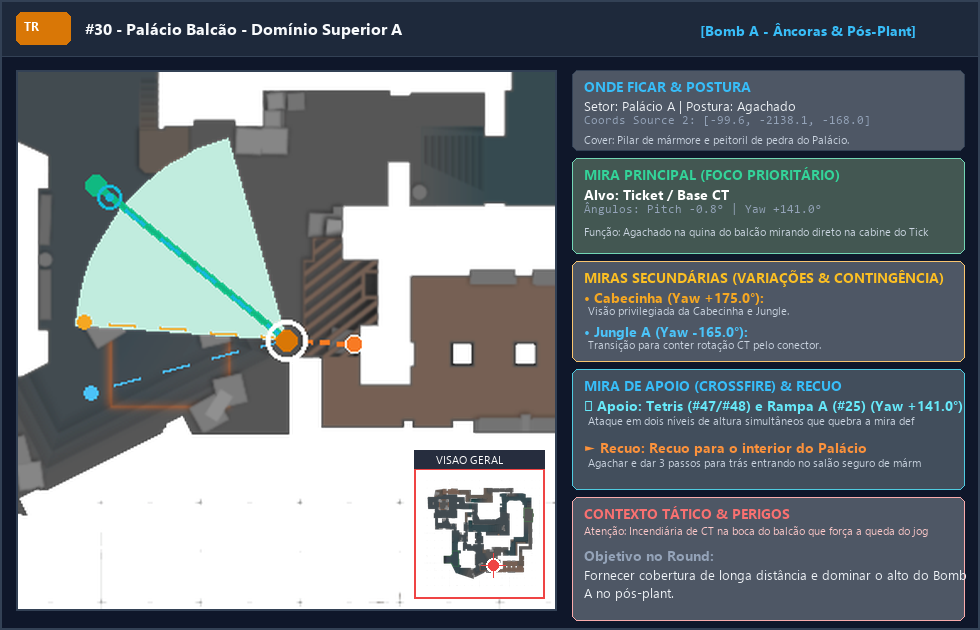 TR
#30 - Palácio Balcão - Domínio Superior A
[Bomb A - Âncoras & Pós-Plant]
VISAO GERAL
ONDE FICAR & POSTURA
Setor: Palácio A | Postura: Agachado
Coords Source 2: [-99.6, -2138.1, -168.0]
Cover: Pilar de mármore e peitoril de pedra do Palácio.
MIRA PRINCIPAL (FOCO PRIORITÁRIO)
Alvo: Ticket / Base CT
Ângulos: Pitch -0.8° | Yaw +141.0°
Função: Agachado na quina do balcão mirando direto na cabine do Tick
MIRAS SECUNDÁRIAS (VARIAÇÕES & CONTINGÊNCIA)
• Cabecinha (Yaw +175.0°):
Visão privilegiada da Cabecinha e Jungle.
• Jungle A (Yaw -165.0°):
Transição para conter rotação CT pelo conector.
MIRA DE APOIO (CROSSFIRE) & RECUO
Apoio: Tetris (#47/#48) e Rampa A (#25) (Yaw +141.0°)
Ataque em dois níveis de altura simultâneos que quebra a mira def
► Recuo: Recuo para o interior do Palácio
Agachar e dar 3 passos para trás entrando no salão seguro de márm
CONTEXTO TÁTICO & PERIGOS
Atenção: Incendiária de CT na boca do balcão que força a queda do jog
Objetivo no Round:
Fornecer cobertura de longa distância e dominar o alto do Bomb
A no pós-plant.